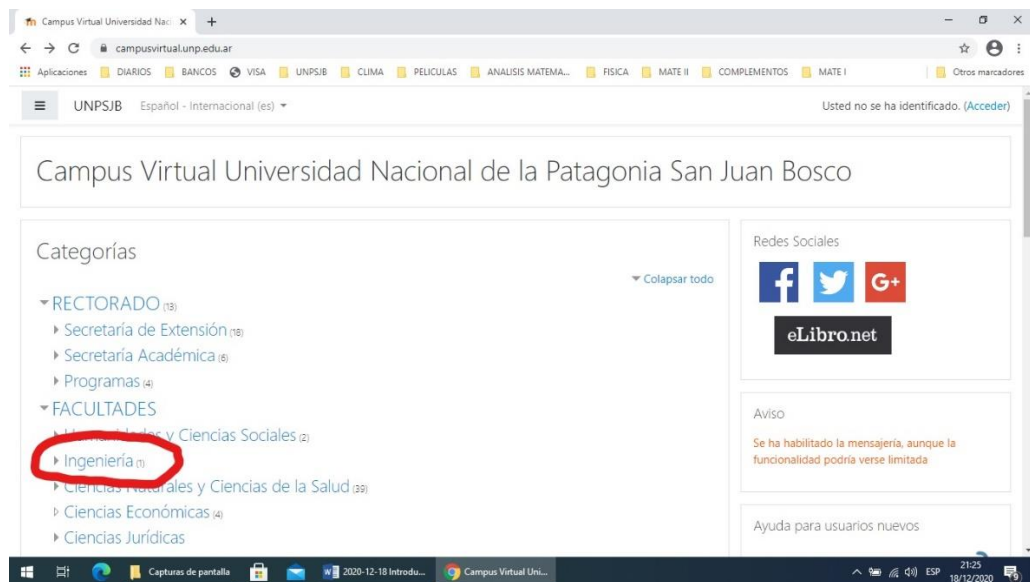 Campus Virtual Universidad Nac
campusvirtual.unp.edu.ar
Aplicaciones DIARIOS BANCOS VISA UNPSJB CLIMA PELICULAS ANALISIS MATEMA... FISICA MATE II COMPLEMENTOS MATE I Otros marcadores
UNPSJB Español - Internacional (es) Usted no se ha identificado. (Acceder)
Campus Virtual Universidad Nacional de la Patagonia San Juan Bosco
Categorías
Colapsar todo
RECTORADO (13)
Secretaría de Extensión (18)
Secretaría Académica (6)
Programas (4)
FACULTADES
y Ciencias Sociales (2)
Ingeniería (1)
Ciencias Naturales y Ciencias de la Salud (39)
Ciencias Económicas (4)
Ciencias Jurídicas
Redes Sociales
f
G+
eLibro.net
Aviso
Se ha habilitado la mensajería, aunque la
funcionalidad podría verse limitada
Ayuda para usuarios nuevos
Capturas de pantalla 2020-12-18 Introdu... Campus Virtual Uni... ESP 21:25
18/12/2020